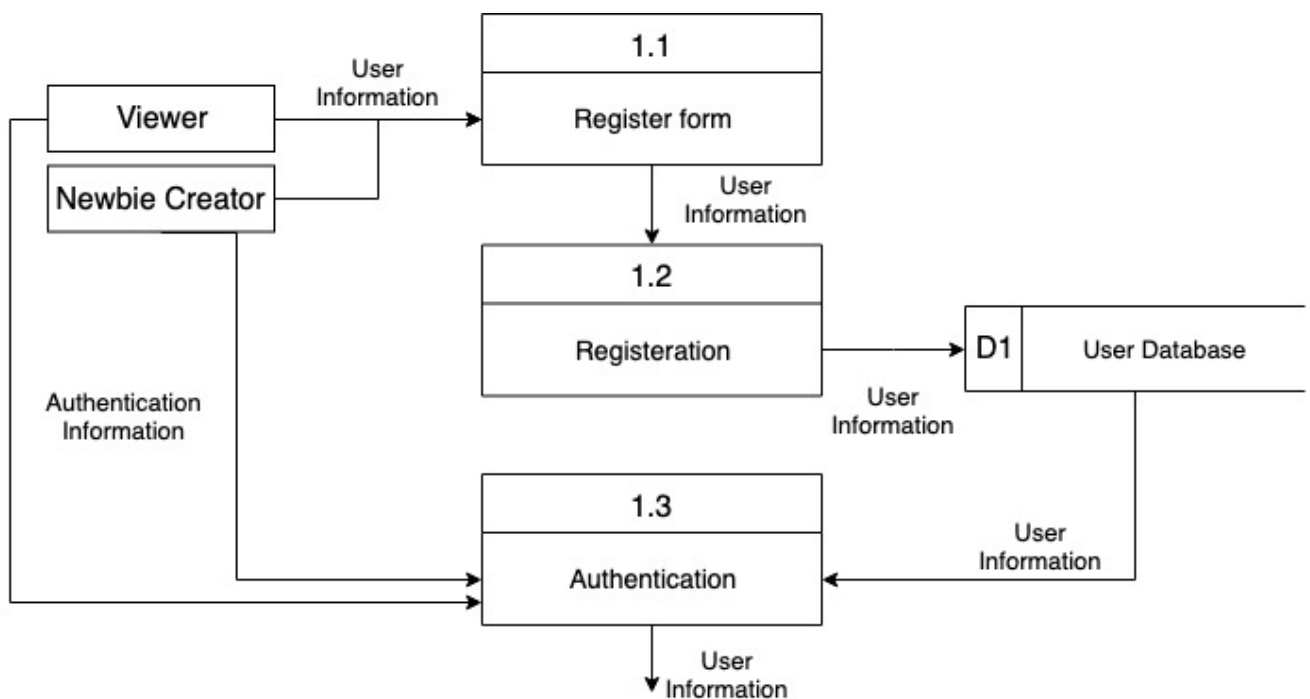 1.1
User
Information
Viewer
Register form
Newbie Creator
User
Information
1.2
Registeration
D1
User Database
User
Information
Authentication
Information
1.3
User
Information
Authentication
User
Information